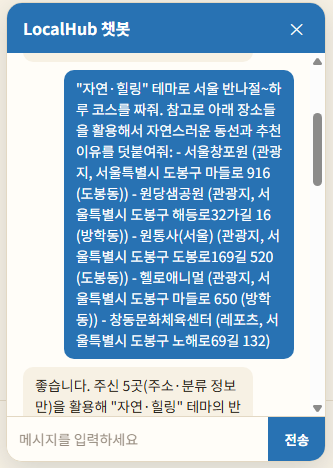 LocalHub 챗봇
"자연·힐링" 테마로 서울 반나절~하
루 코스를 짜줘. 참고로 아래 장소들
을 활용해서 자연스러운 동선과 추천
이유를 덧붙여줘: - 서울창포원 (관광
지, 서울특별시 도봉구 마들로 916
(도봉동)) - 원당샘공원 (관광지, 서
울특별시 도봉구 해등로32가길 16
(방학동)) - 원통사(서울) (관광지, 서
울특별시 도봉구 도봉로169길 520
(도봉동)) - 헬로애니멀 (관광지, 서
울특별시 도봉구 마들로 650 (방학
동)) - 창동문화체육센터 (레포츠, 서
울특별시 도봉구 노해로69길 132)
좋습니다. 주신 5곳(주소·분류 정보
만)을 활용해 "자연·힐링" 테마의 반
메시지를 입력하세요
전송